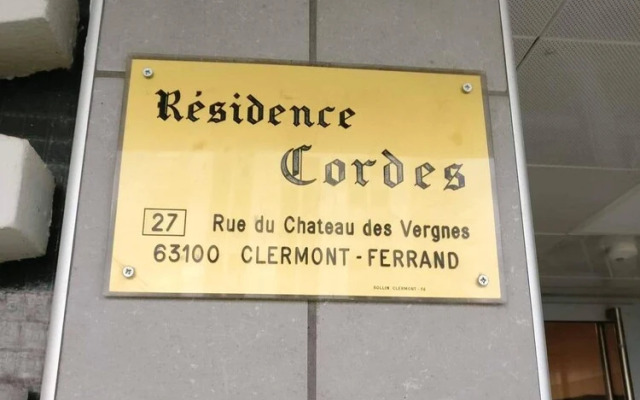 Résidence
Cordes
27 Rue du Chateau des Vergnes
63100 CLERMONT-FERRAND